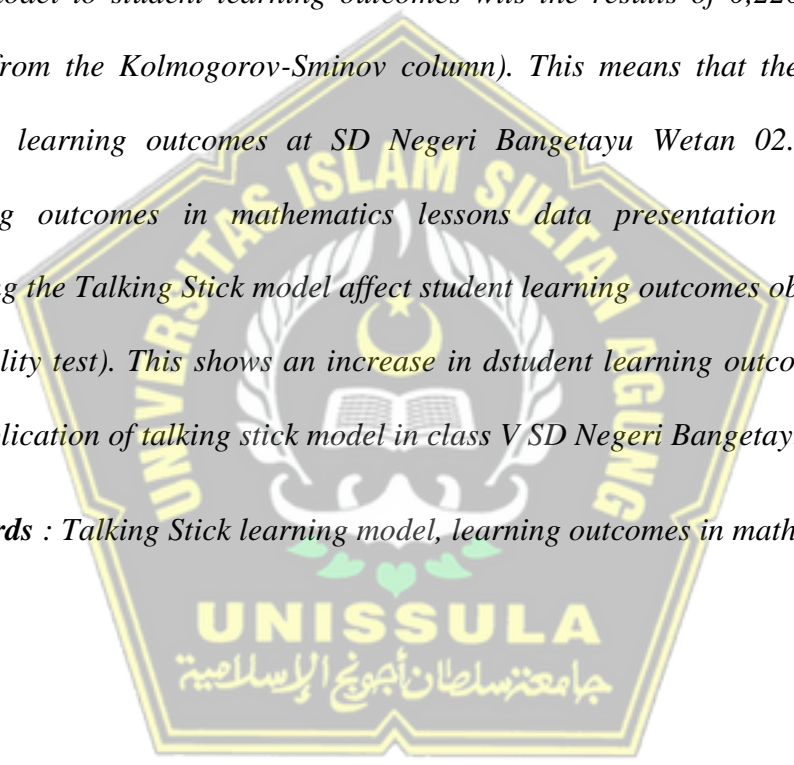 odel to student learning outcomes wits the results of 0,220
from the Kolmogorov-Sminov column). This means that the
learning outcomes at SD Negeri Bangetayu Wetan 02.
g outcomes in mathematics lessons data presentation
ng the Talking Stick model affect student learning outcomes ob
lity test). This shows an increase in dstudent learning outco
plication of talking stick model in class V SD Negeri Bangetay
rds : Talking Stick learning model, learning outcomes in math
UNIVERSITAS ISLAM SULTAN AGUNG
UNISSULA
جامعة سلطان أجونج الإسلامية